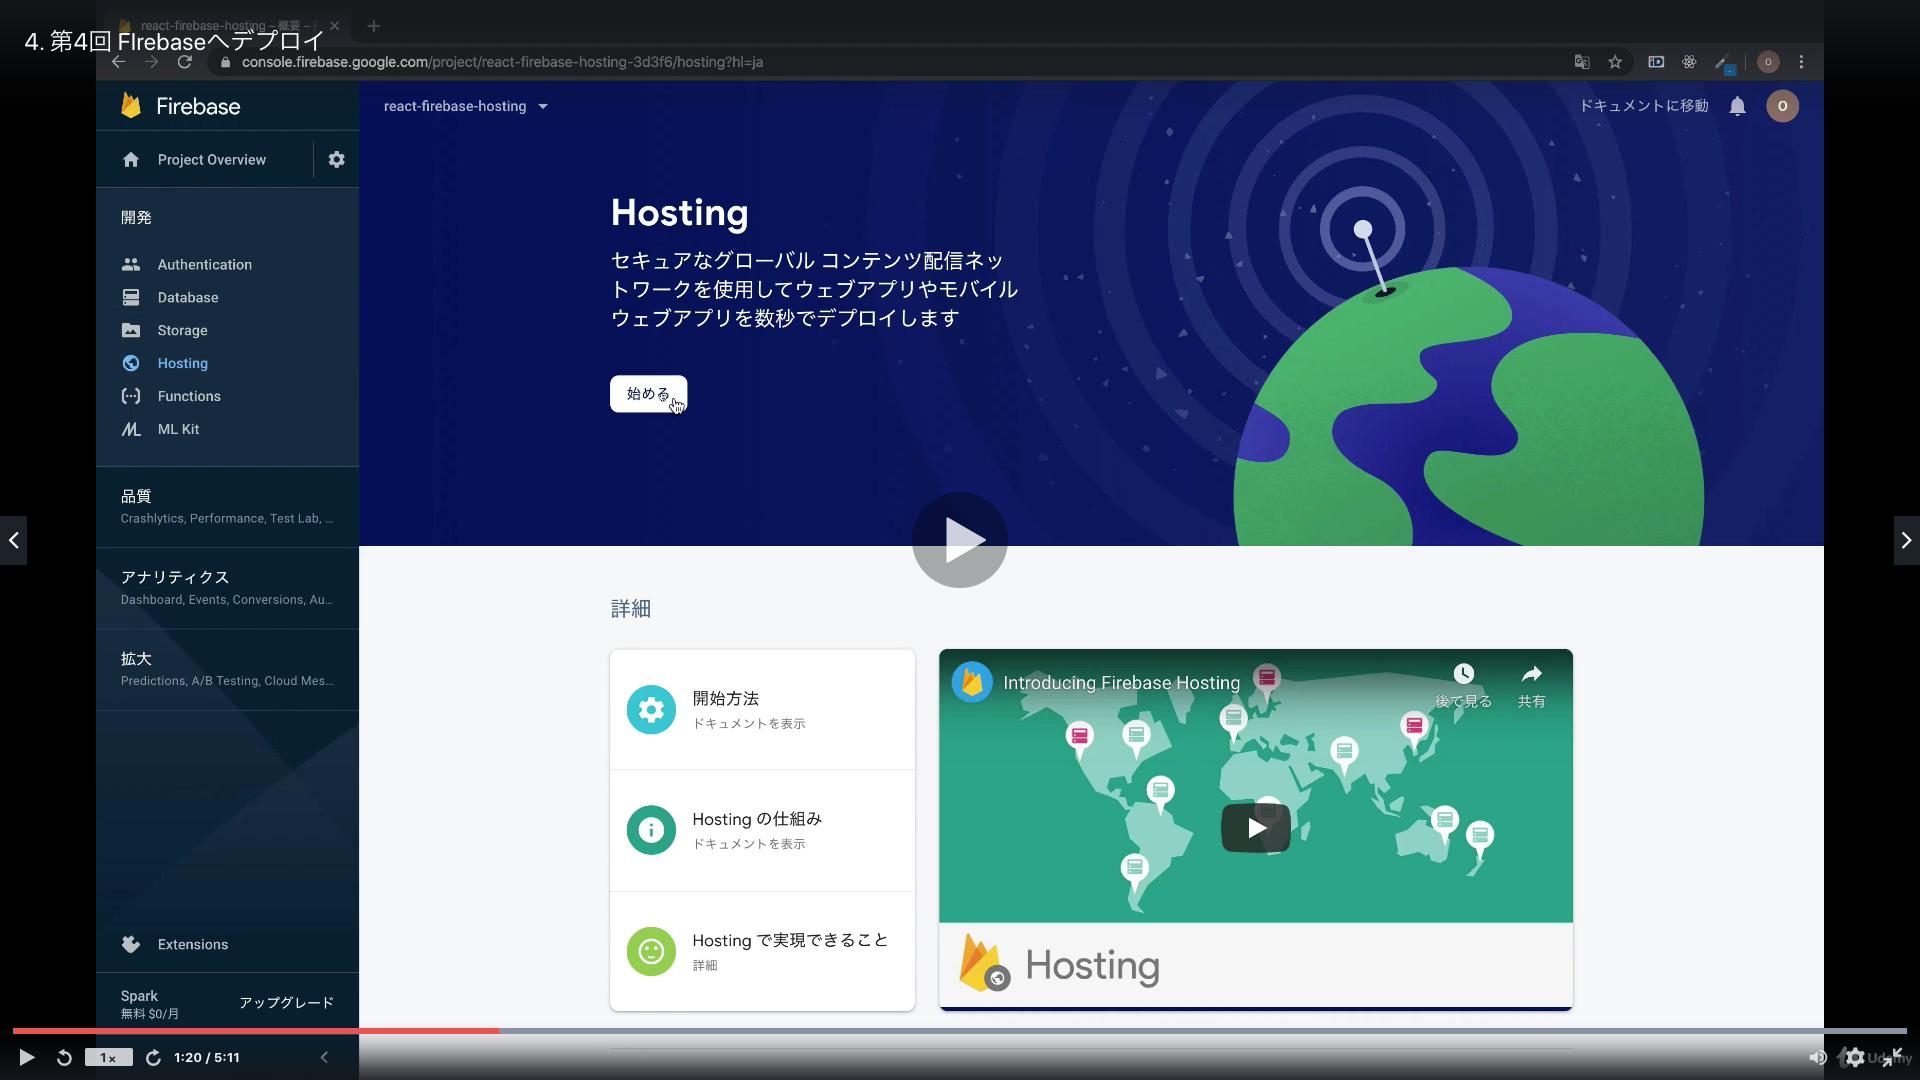 react-firebase-hosting – 概要 – F
4. 第4回 FIrebaseへデプロイ
console.firebase.google.com/project/react-firebase-hosting-3d3f6/hosting?hl=ja
Firebase
react-firebase-hosting
ドキュメントに移動
O
Project Overview
開発
Authentication
Database
Storage
Hosting
Functions
ML Kit
品質
Crashlytics, Performance, Test Lab, ...
アナリティクス
Dashboard, Events, Conversions, Au...
拡大
Predictions, A/B Testing, Cloud Mes...
Extensions
Spark
無料 $0/月
アップグレード
Hosting
セキュアなグローバル コンテンツ配信ネッ
トワークを使用してウェブアプリやモバイル
ウェブアプリを数秒でデプロイします
始める
詳細
開始方法
ドキュメントを表示
Hosting の仕組み
ドキュメントを表示
Hosting で実現できること
詳細
Introducing Firebase Hosting
後で見る
共有
Hosting
1x
1:20 / 5:11
Udemy